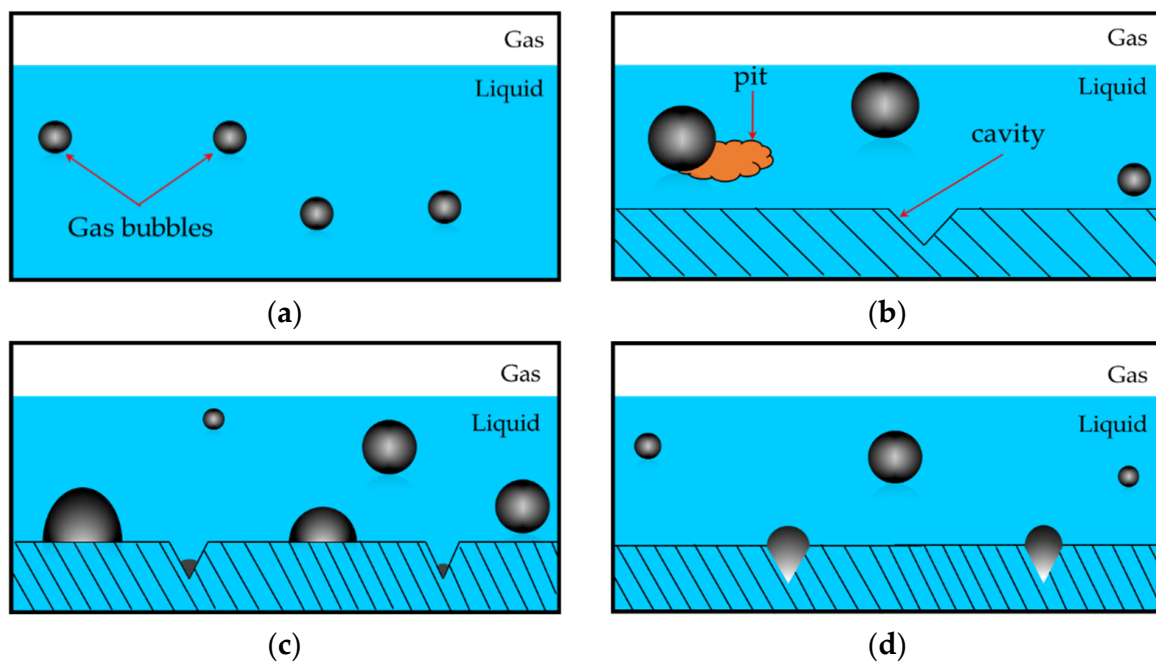 Gas
Liquid
Gas bubbles
(a)
Gas
Liquid
pit
cavity
(b)
Gas
Liquid
(c)
Gas
Liquid
(d)